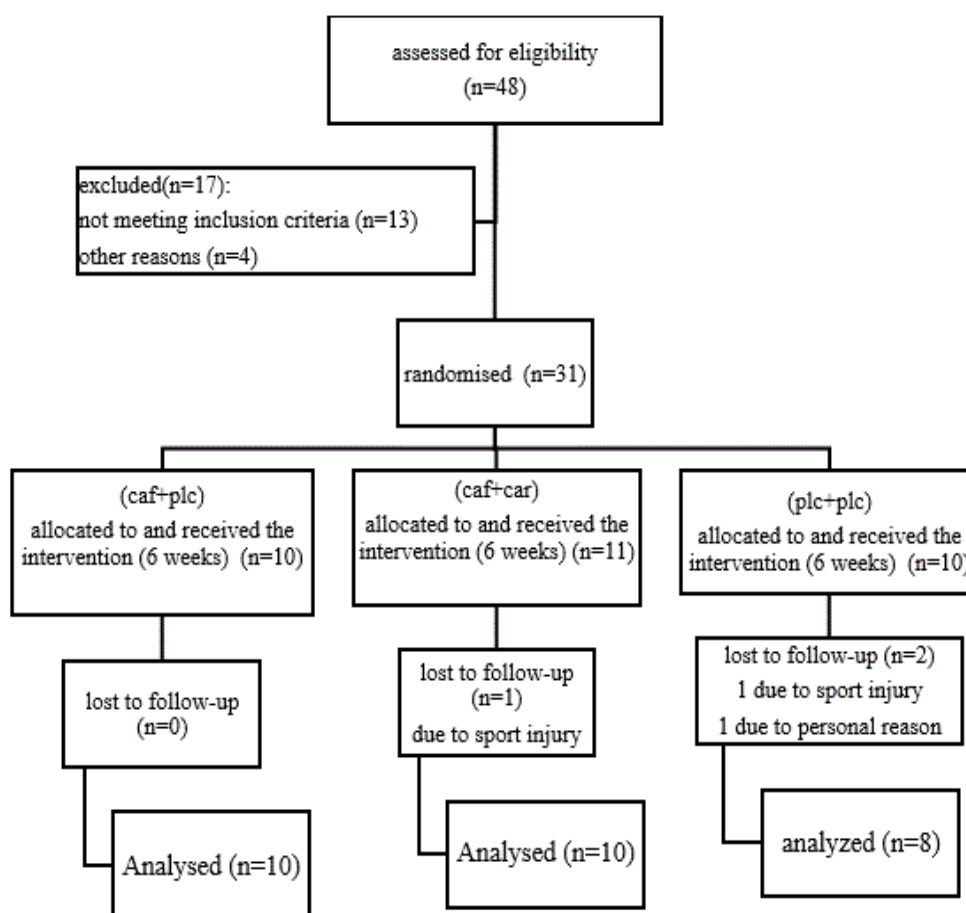 assessed for eligibility
(n=48)
excluded(n=17):
not meeting inclusion criteria (n=13)
other reasons (n=4)
randomised (n=31)
(caf+plc)
allocated to and received the
intervention (6 weeks) (n=10)
(caf+car)
allocated to and received the
intervention (6 weeks) (n=11)
(plc+plc)
allocated to and received the
intervention (6 weeks) (n=10)
lost to follow-up
(n=0)
lost to follow-up
(n=1)
due to sport injury
lost to follow-up (n=2)
1 due to sport injury
1 due to personal reason
Analysed (n=10)
Analysed (n=10)
analyzed (n=8)